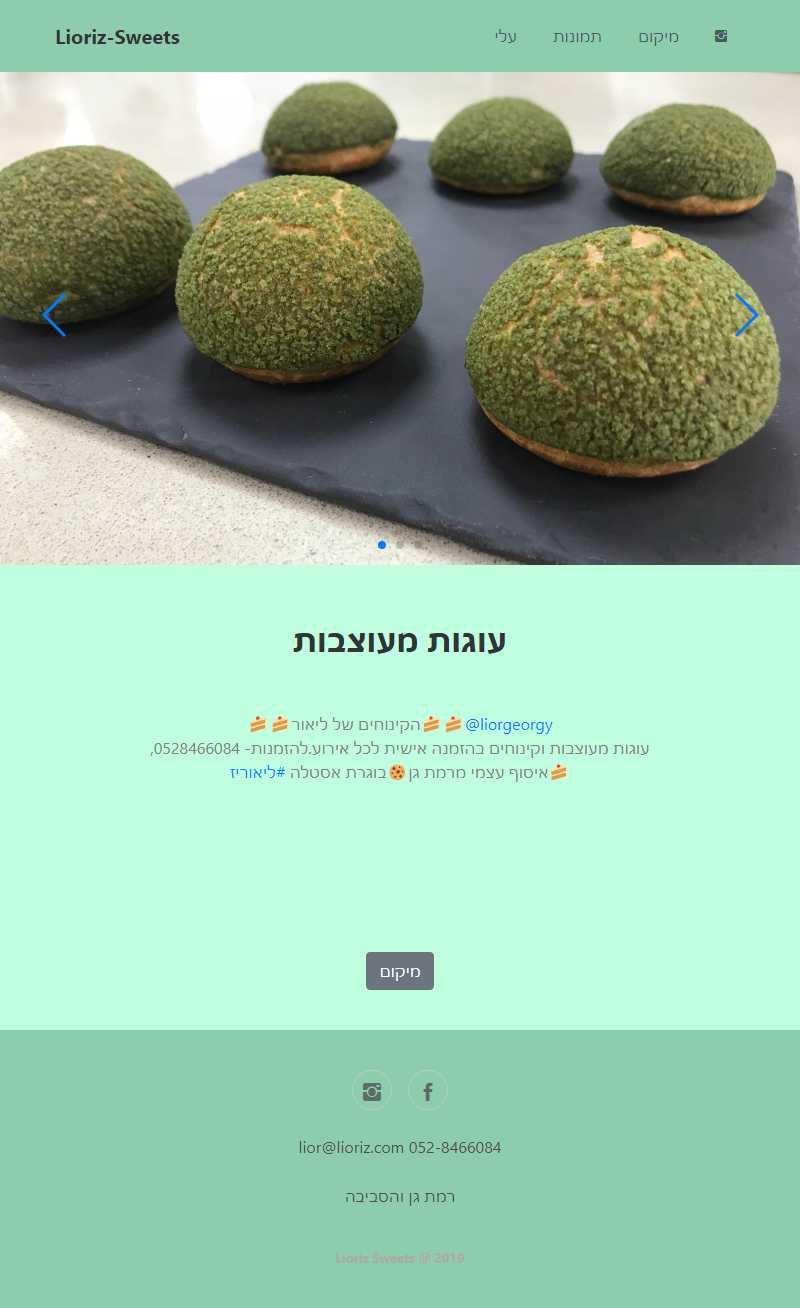 Lioriz-Sweets
עלי תמונות מיקום
עוגות מעוצבות
@liorgeorgy 🍰🍰הקינוחים של ליאור🍰🍰
עוגות מעוצבות וקינוחים בהזמנה אישית לכל אירוע.להזמנות- 0528466084,
🍰איסוף עצמי מרמת גן🍪בוגרת אסטלה #ליאוריז
מיקום
lior@lioriz.com 052-8466084
רמת גן והסביבה
Lioriz Sweets @ 2019